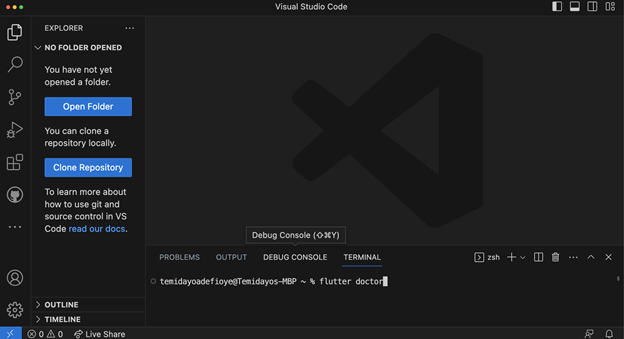 Visual Studio Code
EXPLORER
NO FOLDER OPENED
You have not yet
opened a folder.
Open Folder
You can clone a
repository locally.
Clone Repository
To learn more about
how to use git and
source control in VS
Code read our docs.
OUTLINE
TIMELINE
Debug Console (⇧⌘Y)
PROBLEMS OUTPUT DEBUG CONSOLE TERMINAL zsh
temidayoadefioye@Temidayos-MBP ~ % flutter doctor
0 0 Live Share